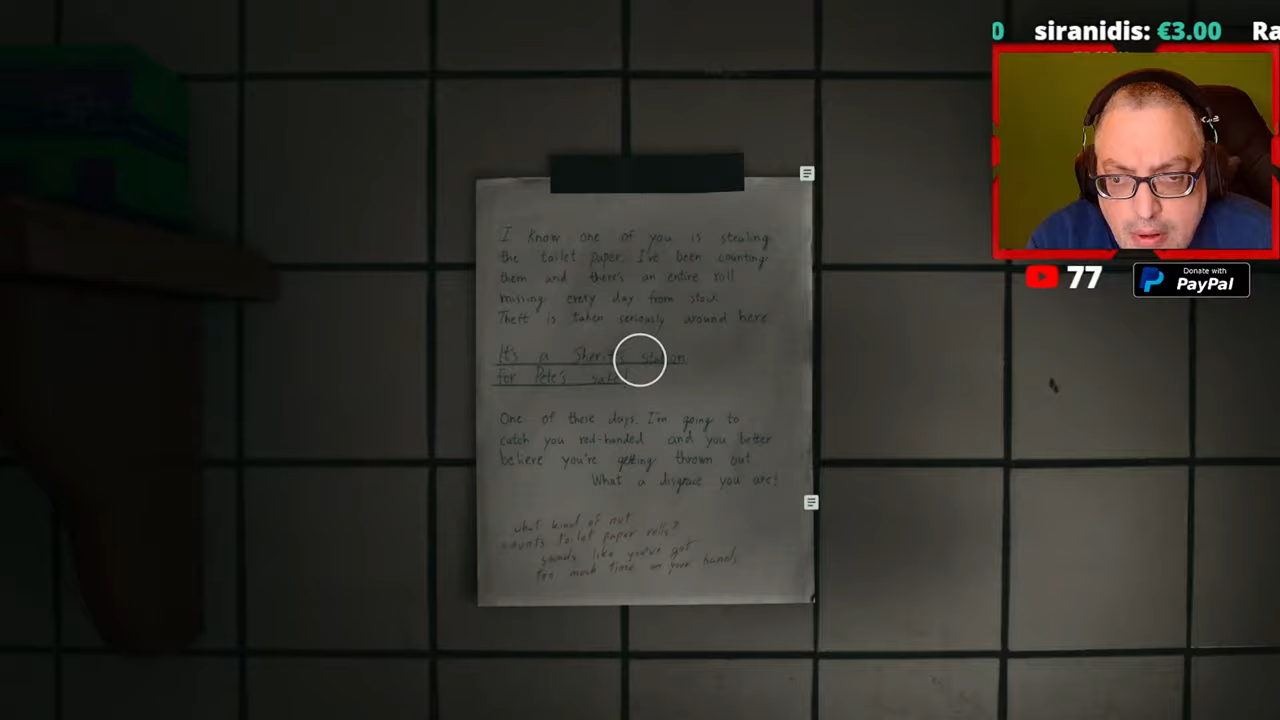 0 siranidis: €3.00 Ra
77
Donate with
PayPal
I know one of you is stealing
the toilet paper. I've been counting
them and there's an entire roll
missing every day from stock
Theft is taken seriously around here
It's a Sherif's station
for Pete's sake!
One of these days. I'm going to
catch you red-handed and you better
believe you're getting thrown out
What a disgrace you are!
what kind of nut
counts toilet paper rolls?
sounds like you've got
too much time on your hands